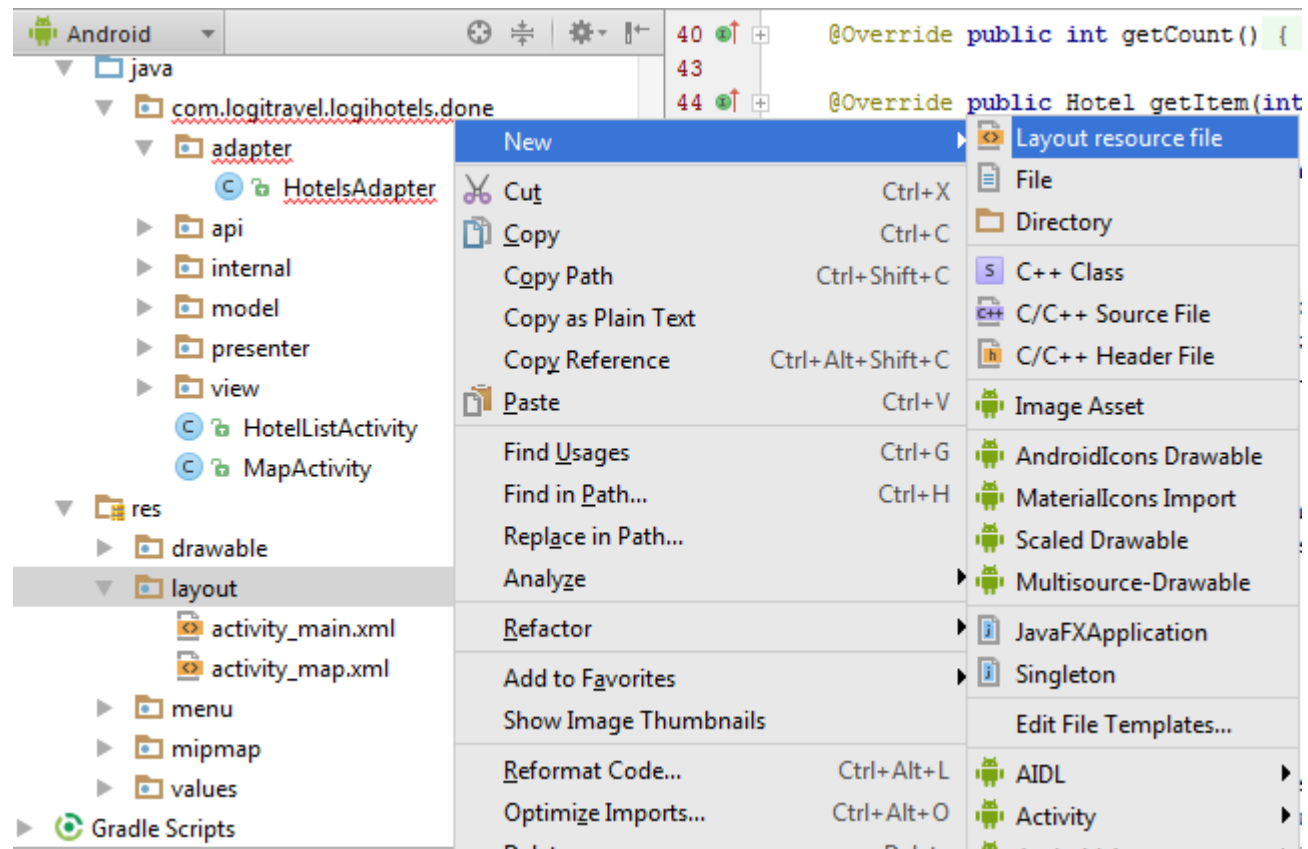 Android
java
com.logitravel.logihotels.done
adapter
HotelsAdapter
api
internal
model
presenter
view
HotelListActivity
MapActivity
res
drawable
layout
activity_main.xml
activity_map.xml
menu
mipmap
values
Gradle Scripts
40 @Override public int getCount() {
43
44 @Override public Hotel getItem(int
New
Cut Ctrl+X
Copy Ctrl+C
Copy Path Ctrl+Shift+C
Copy as Plain Text
Copy Reference Ctrl+Alt+Shift+C
Paste Ctrl+V
Find Usages Ctrl+G
Find in Path... Ctrl+H
Replace in Path...
Analyze
Refactor
Add to Favorites
Show Image Thumbnails
Reformat Code... Ctrl+Alt+L
Optimize Imports... Ctrl+Alt+O
Layout resource file
File
Directory
S C++ Class
C++ C/C++ Source File
h C/C++ Header File
Image Asset
AndroidIcons Drawable
MaterialIcons Import
Scaled Drawable
Multisource-Drawable
JavaFXApplication
Singleton
Edit File Templates...
AIDL
Activity